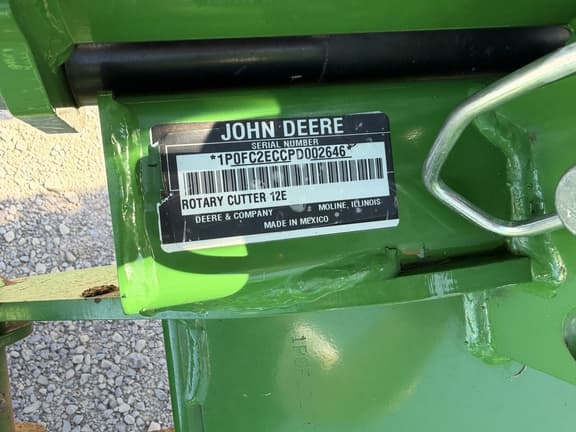 JOHN DEERE
SERIAL NUMBER
*1P0FC2ECCPD002646*
ROTARY CUTTER 12E
DEERE & COMPANY MOLINE, ILLINOIS
MADE IN MEXICO